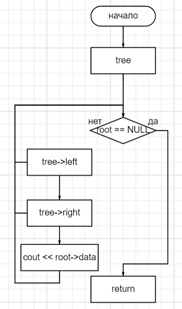 начало
tree
нет
да
root == NULL
tree->left
tree->right
cout << root->data
return